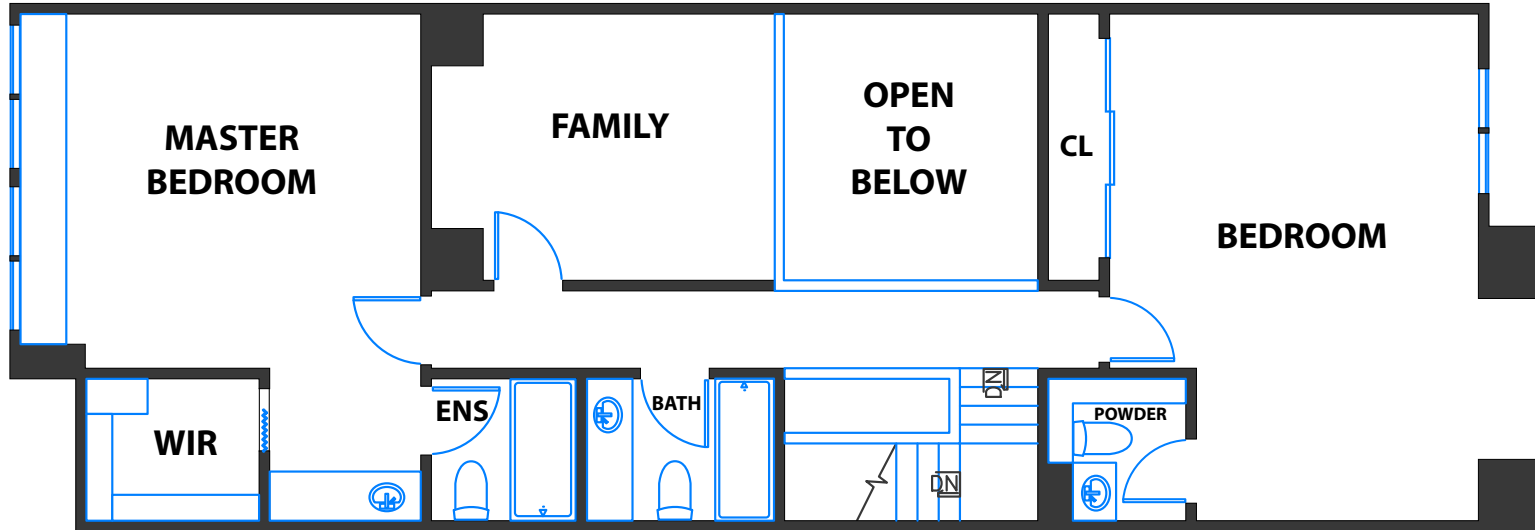 MASTER
BEDROOM
FAMILY
OPEN
TO
BELOW
CL
BEDROOM
WIR
ENS
BATH
DN
DN
POWDER